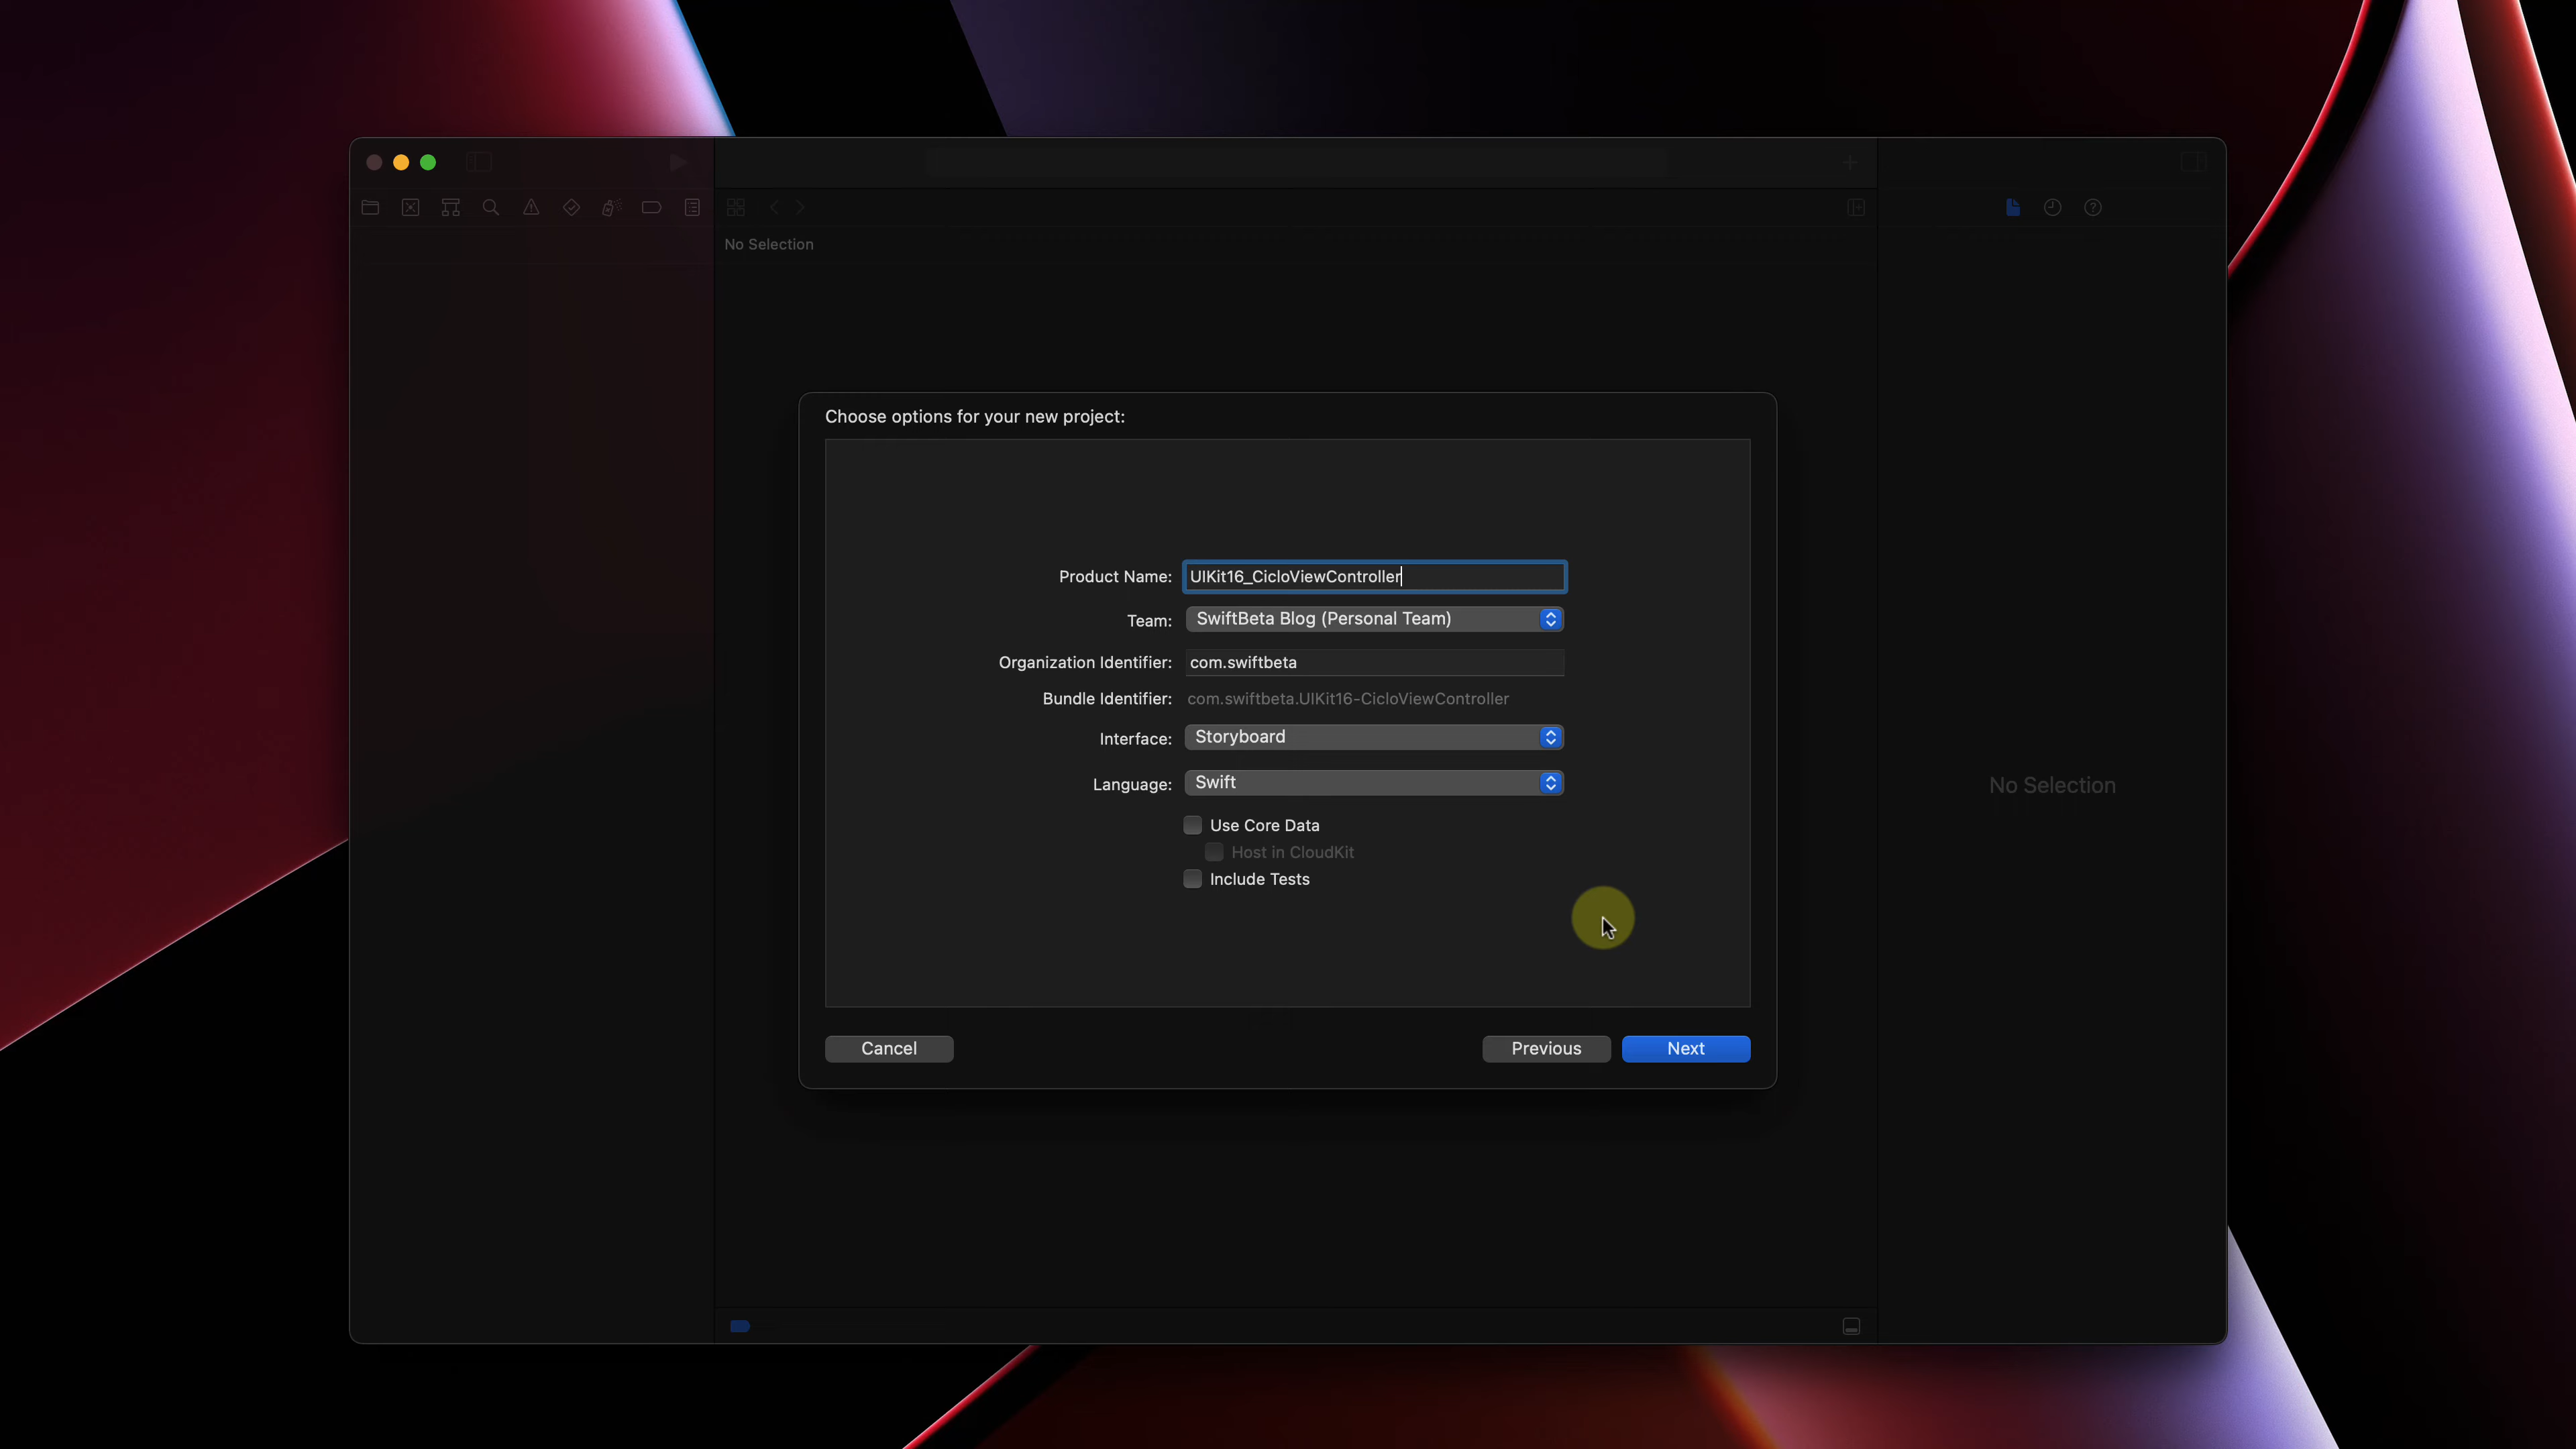 No Selection
Choose options for your new project:
Product Name: UIKit16_CicloViewController
Team: SwiftBeta Blog (Personal Team)
Organization Identifier: com.swiftbeta
Bundle Identifier: com.swiftbeta.UIKit16-CicloViewController
Interface: Storyboard
Language: Swift
No Selection
Use Core Data
Host in CloudKit
Include Tests
Cancel
Previous
Next